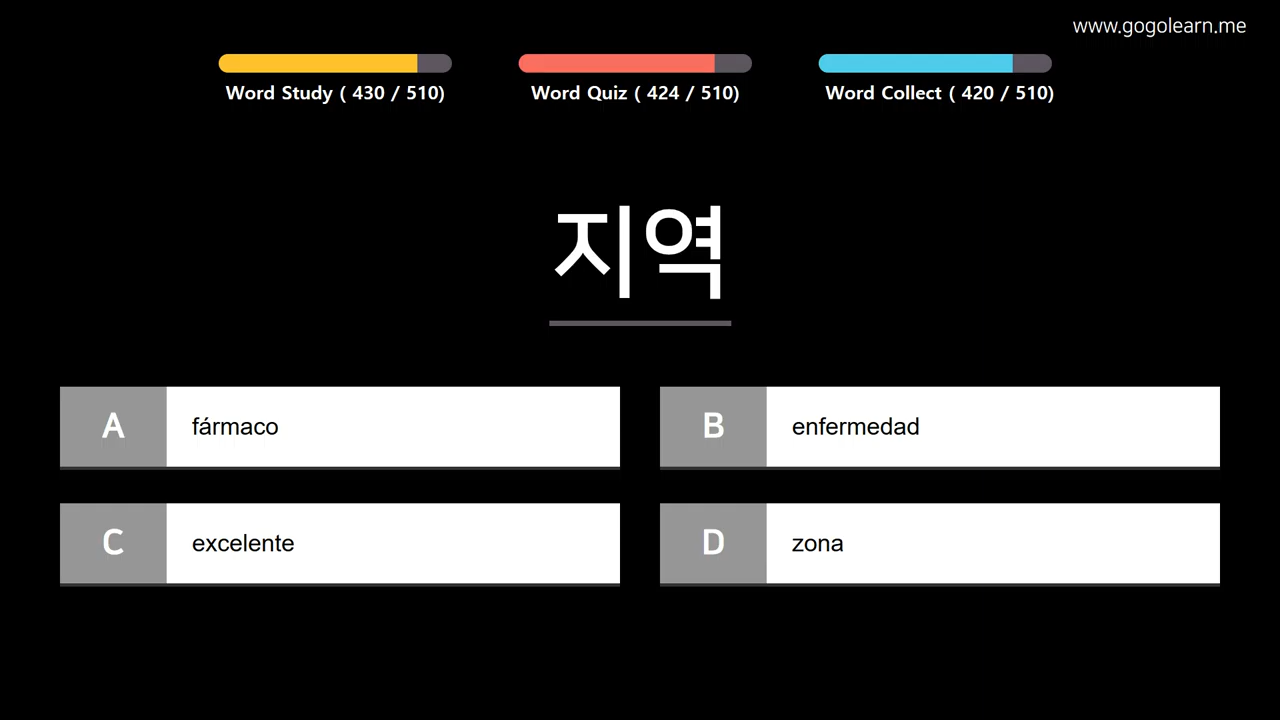 www.gogolearn.me
Word Study ( 430 / 510)
Word Quiz ( 424 / 510)
Word Collect ( 420 / 510)
지역
A fármaco
B enfermedad
C excelente
D zona